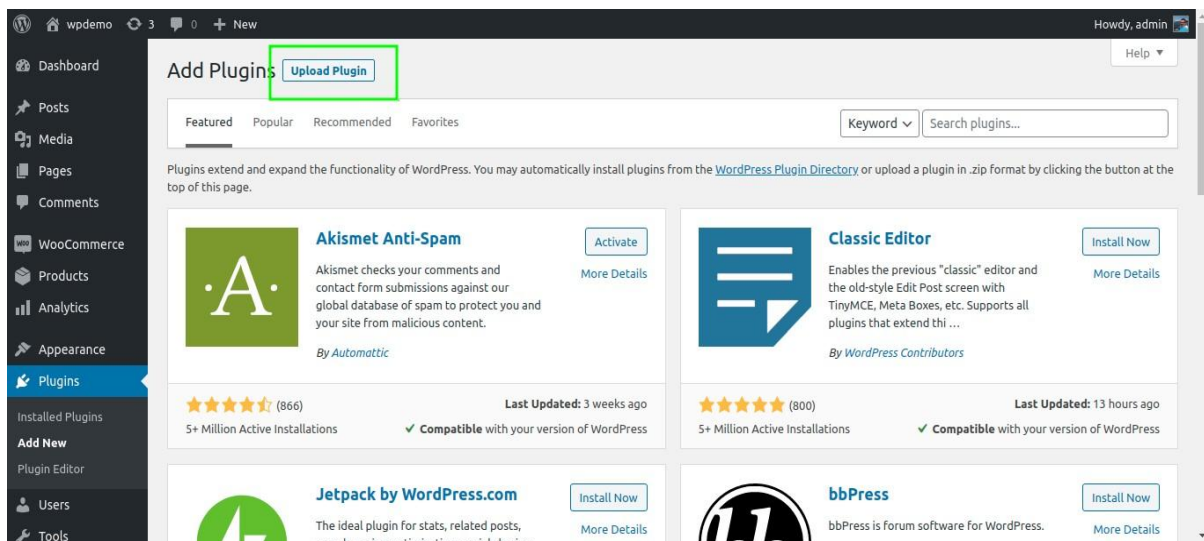 wpdemo 3 0 + New
Howdy, admin
Help ▼
Dashboard
Posts
Media
Pages
Comments
WooCommerce
Products
Analytics
Appearance
Plugins
Installed Plugins
Add New
Plugin Editor
Users
Tools
Add Plugins Upload Plugin
Featured Popular Recommended Favorites
Keyword Search plugins...
Plugins extend and expand the functionality of WordPress. You may automatically install plugins from the WordPress Plugin Directory or upload a plugin in .zip format by clicking the button at the
top of this page.
Akismet Anti-Spam
Activate
More Details
Akismet checks your comments and
contact form submissions against our
global database of spam to protect you and
your site from malicious content.
By Automattic
(866)
Last Updated: 3 weeks ago
5+ Million Active Installations
✓ Compatible with your version of WordPress
Classic Editor
Install Now
More Details
Enables the previous "classic" editor and
the old-style Edit Post screen with
TinyMCE, Meta Boxes, etc. Supports all
plugins that extend thi …
By WordPress Contributors
(800)
Last Updated: 13 hours ago
5+ Million Active Installations
✓ Compatible with your version of WordPress
Jetpack by WordPress.com
Install Now
More Details
The ideal plugin for stats, related posts,
bbPress
Install Now
More Details
bbPress is forum software for WordPress.